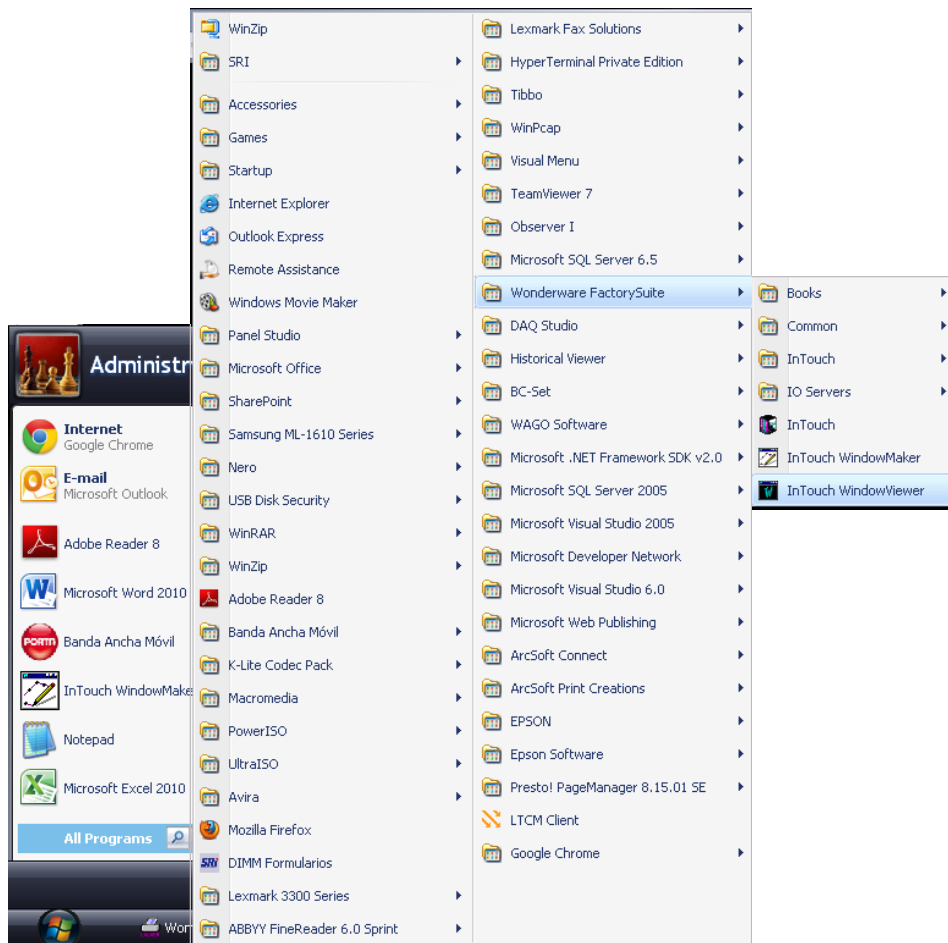 WinZip
SRI
Accessories
Games
Startup
Internet Explorer
Outlook Express
Remote Assistance
Windows Movie Maker
Panel Studio
Microsoft Office
SharePoint
Samsung ML-1610 Series
Nero
USB Disk Security
WinRAR
WinZip
Adobe Reader 8
Banda Ancha Móvil
K-Lite Codec Pack
Macromedia
PowerISO
UltraISO
Avira
Mozilla Firefox
SRi DIMM Formularios
Lexmark 3300 Series
ABBYY FineReader 6.0 Sprint
Lexmark Fax Solutions
HyperTerminal Private Edition
Tibbo
WinPcap
Visual Menu
TeamViewer 7
Observer I
Microsoft SQL Server 6.5
Wonderware FactorySuite
DAQ Studio
Historical Viewer
BC-Set
WAGO Software
Microsoft .NET Framework SDK v2.0
Microsoft SQL Server 2005
Microsoft Visual Studio 2005
Microsoft Developer Network
Microsoft Visual Studio 6.0
Microsoft Web Publishing
ArcSoft Connect
ArcSoft Print Creations
EPSON
Epson Software
Presto! PageManager 8.15.01 SE
LTCM Client
Google Chrome
Books
Common
InTouch
IO Servers
InTouch
InTouch WindowMaker
InTouch WindowViewer
Administr
Internet
Google Chrome
E-mail
Microsoft Outlook
Adobe Reader 8
Microsoft Word 2010
PORTA Banda Ancha Móvil
InTouch WindowMake
Notepad
Microsoft Excel 2010
All Programs